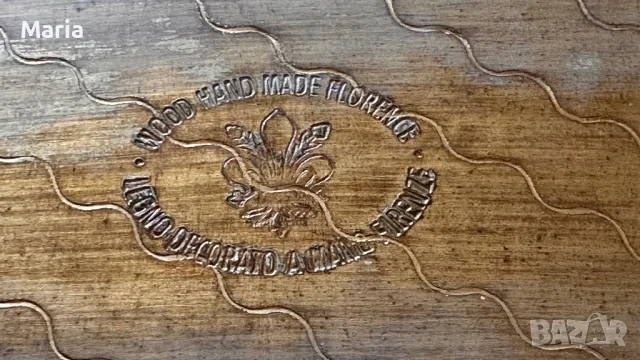 Maria
WOOD HAND MADE FLORENCE
LEGNO DECORATO A MANO FIRENZE
BAZAR